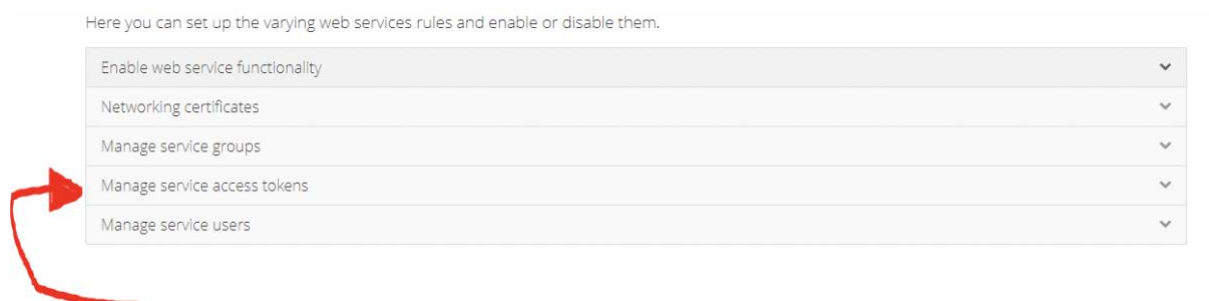 Here you can set up the varying web services rules and enable or disable them.
Enable web service functionality
Networking certificates
Manage service groups
Manage service access tokens
Manage service users